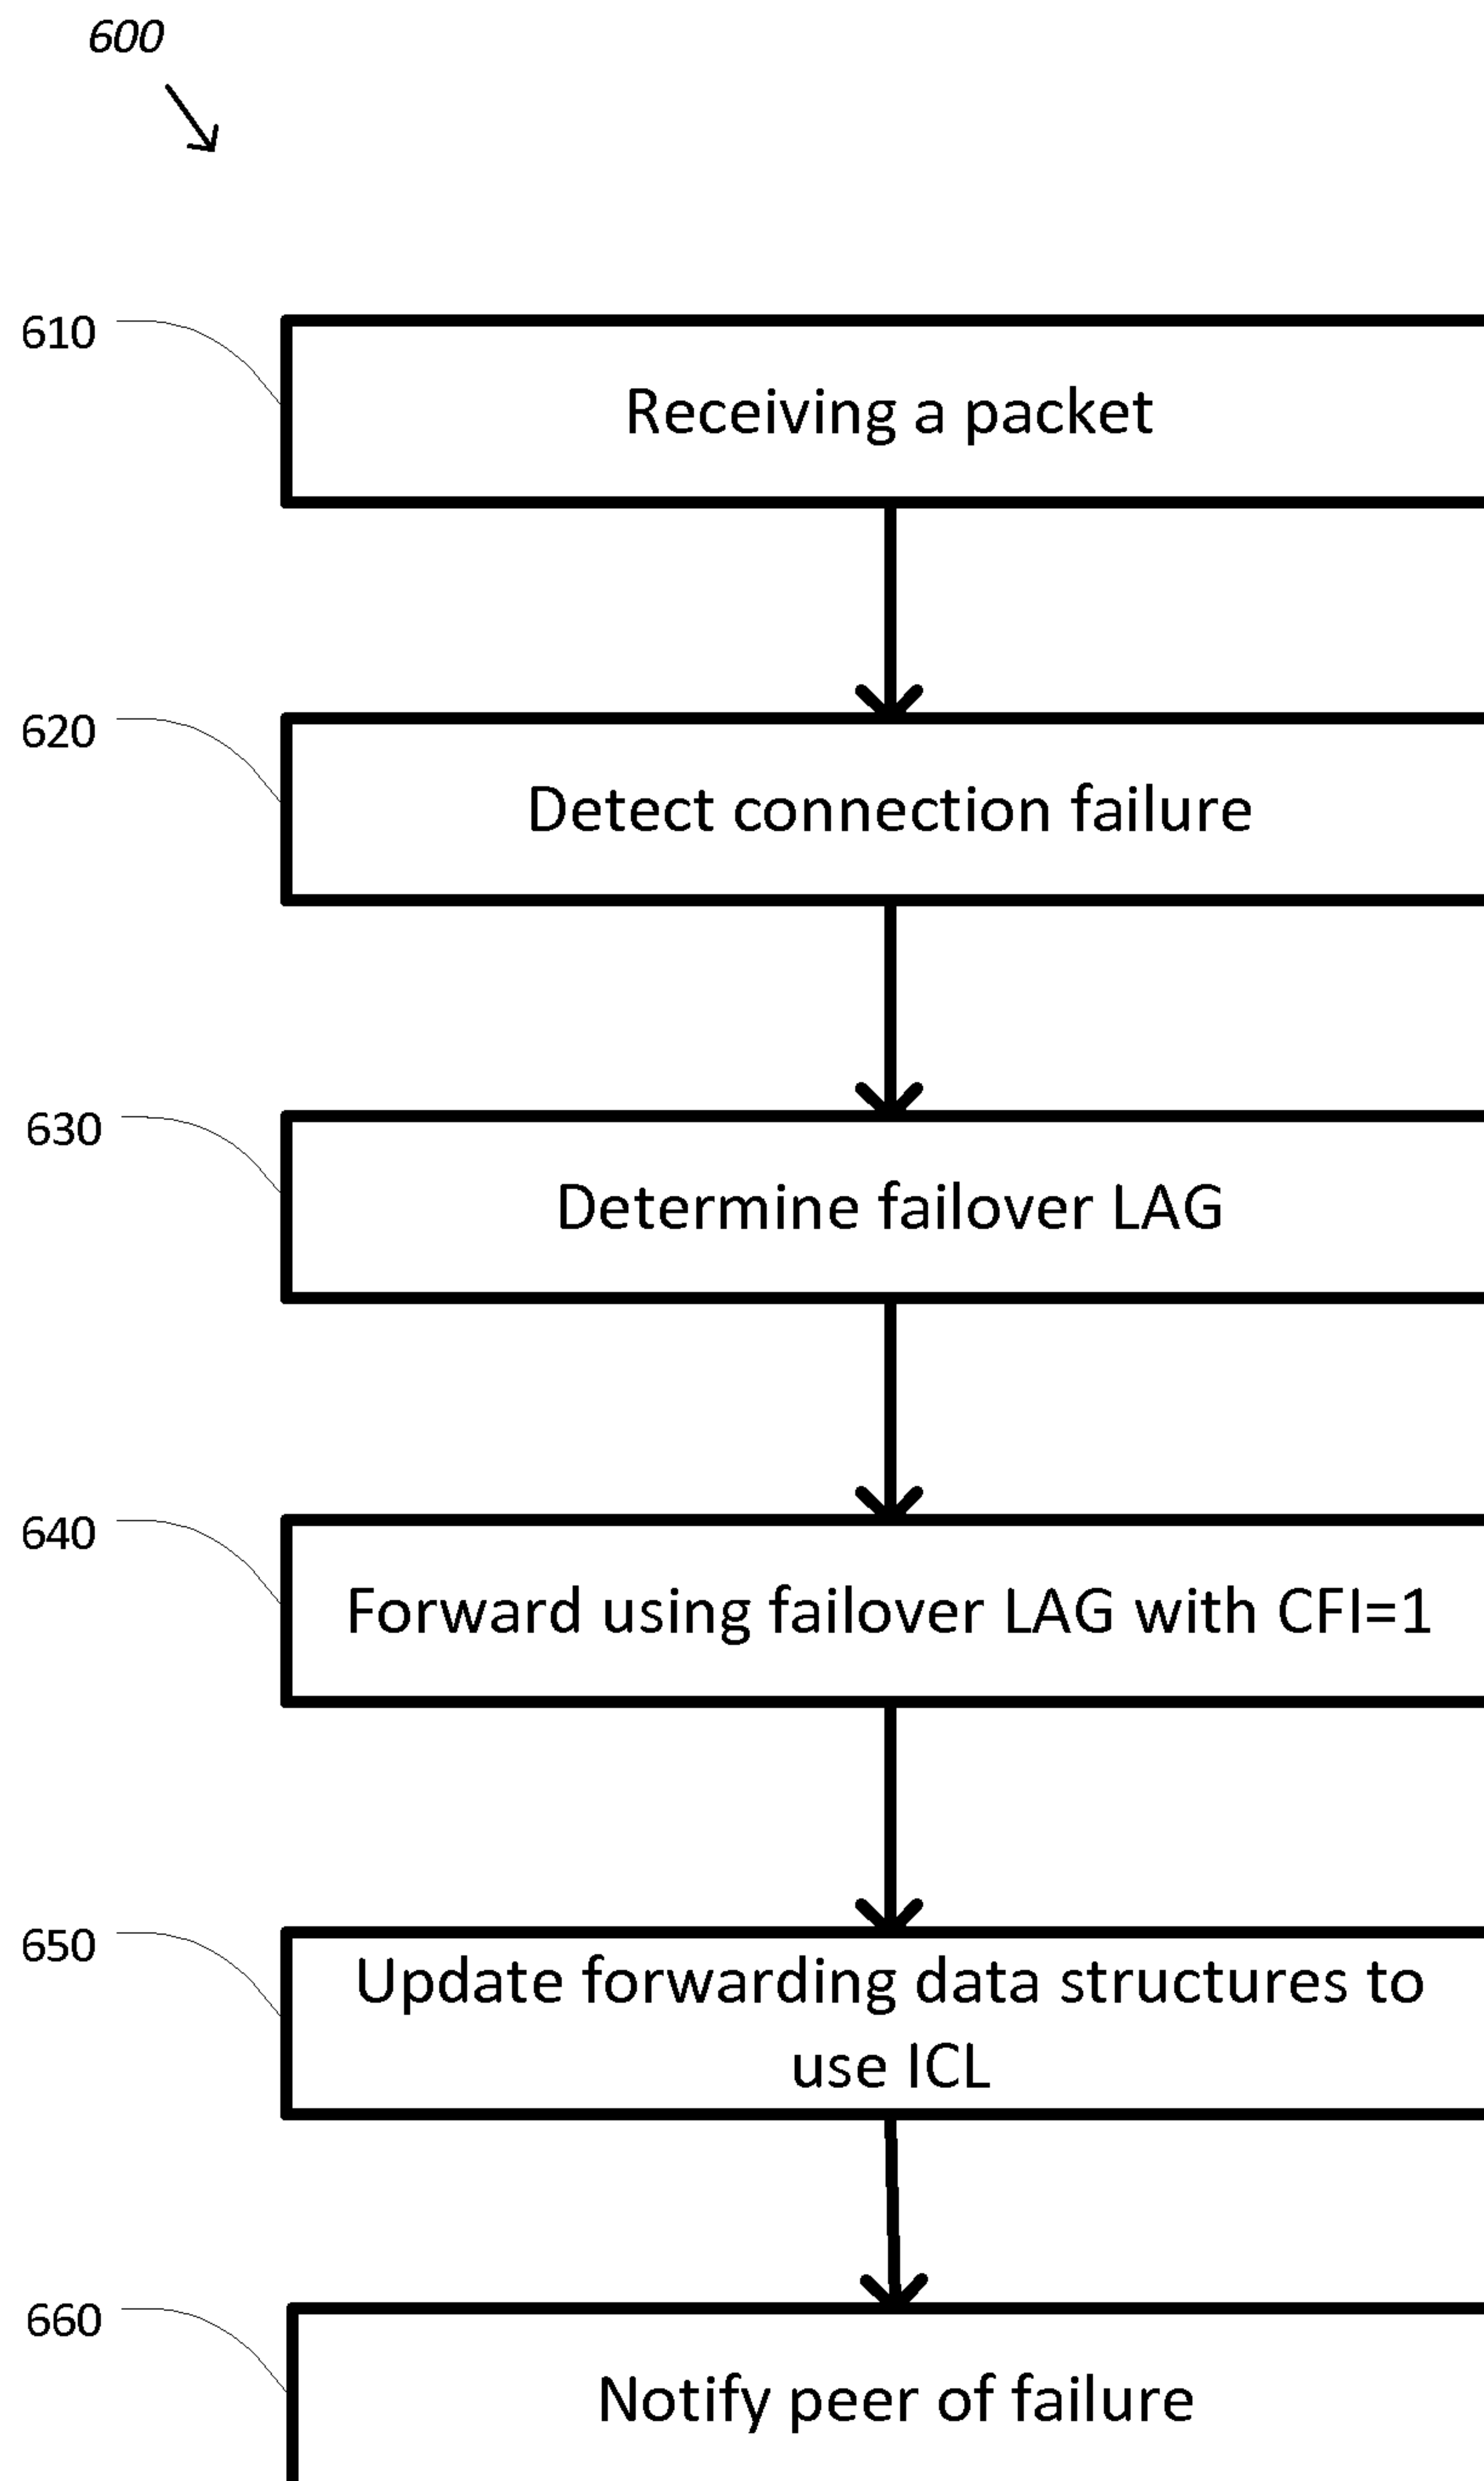 600
610
Receiving a packet
620
Detect connection failure
630
Determine failover LAG
640
Forward using failover LAG with CFI=1
650
Update forwarding data structures to
use ICL
660
Notify peer of failure